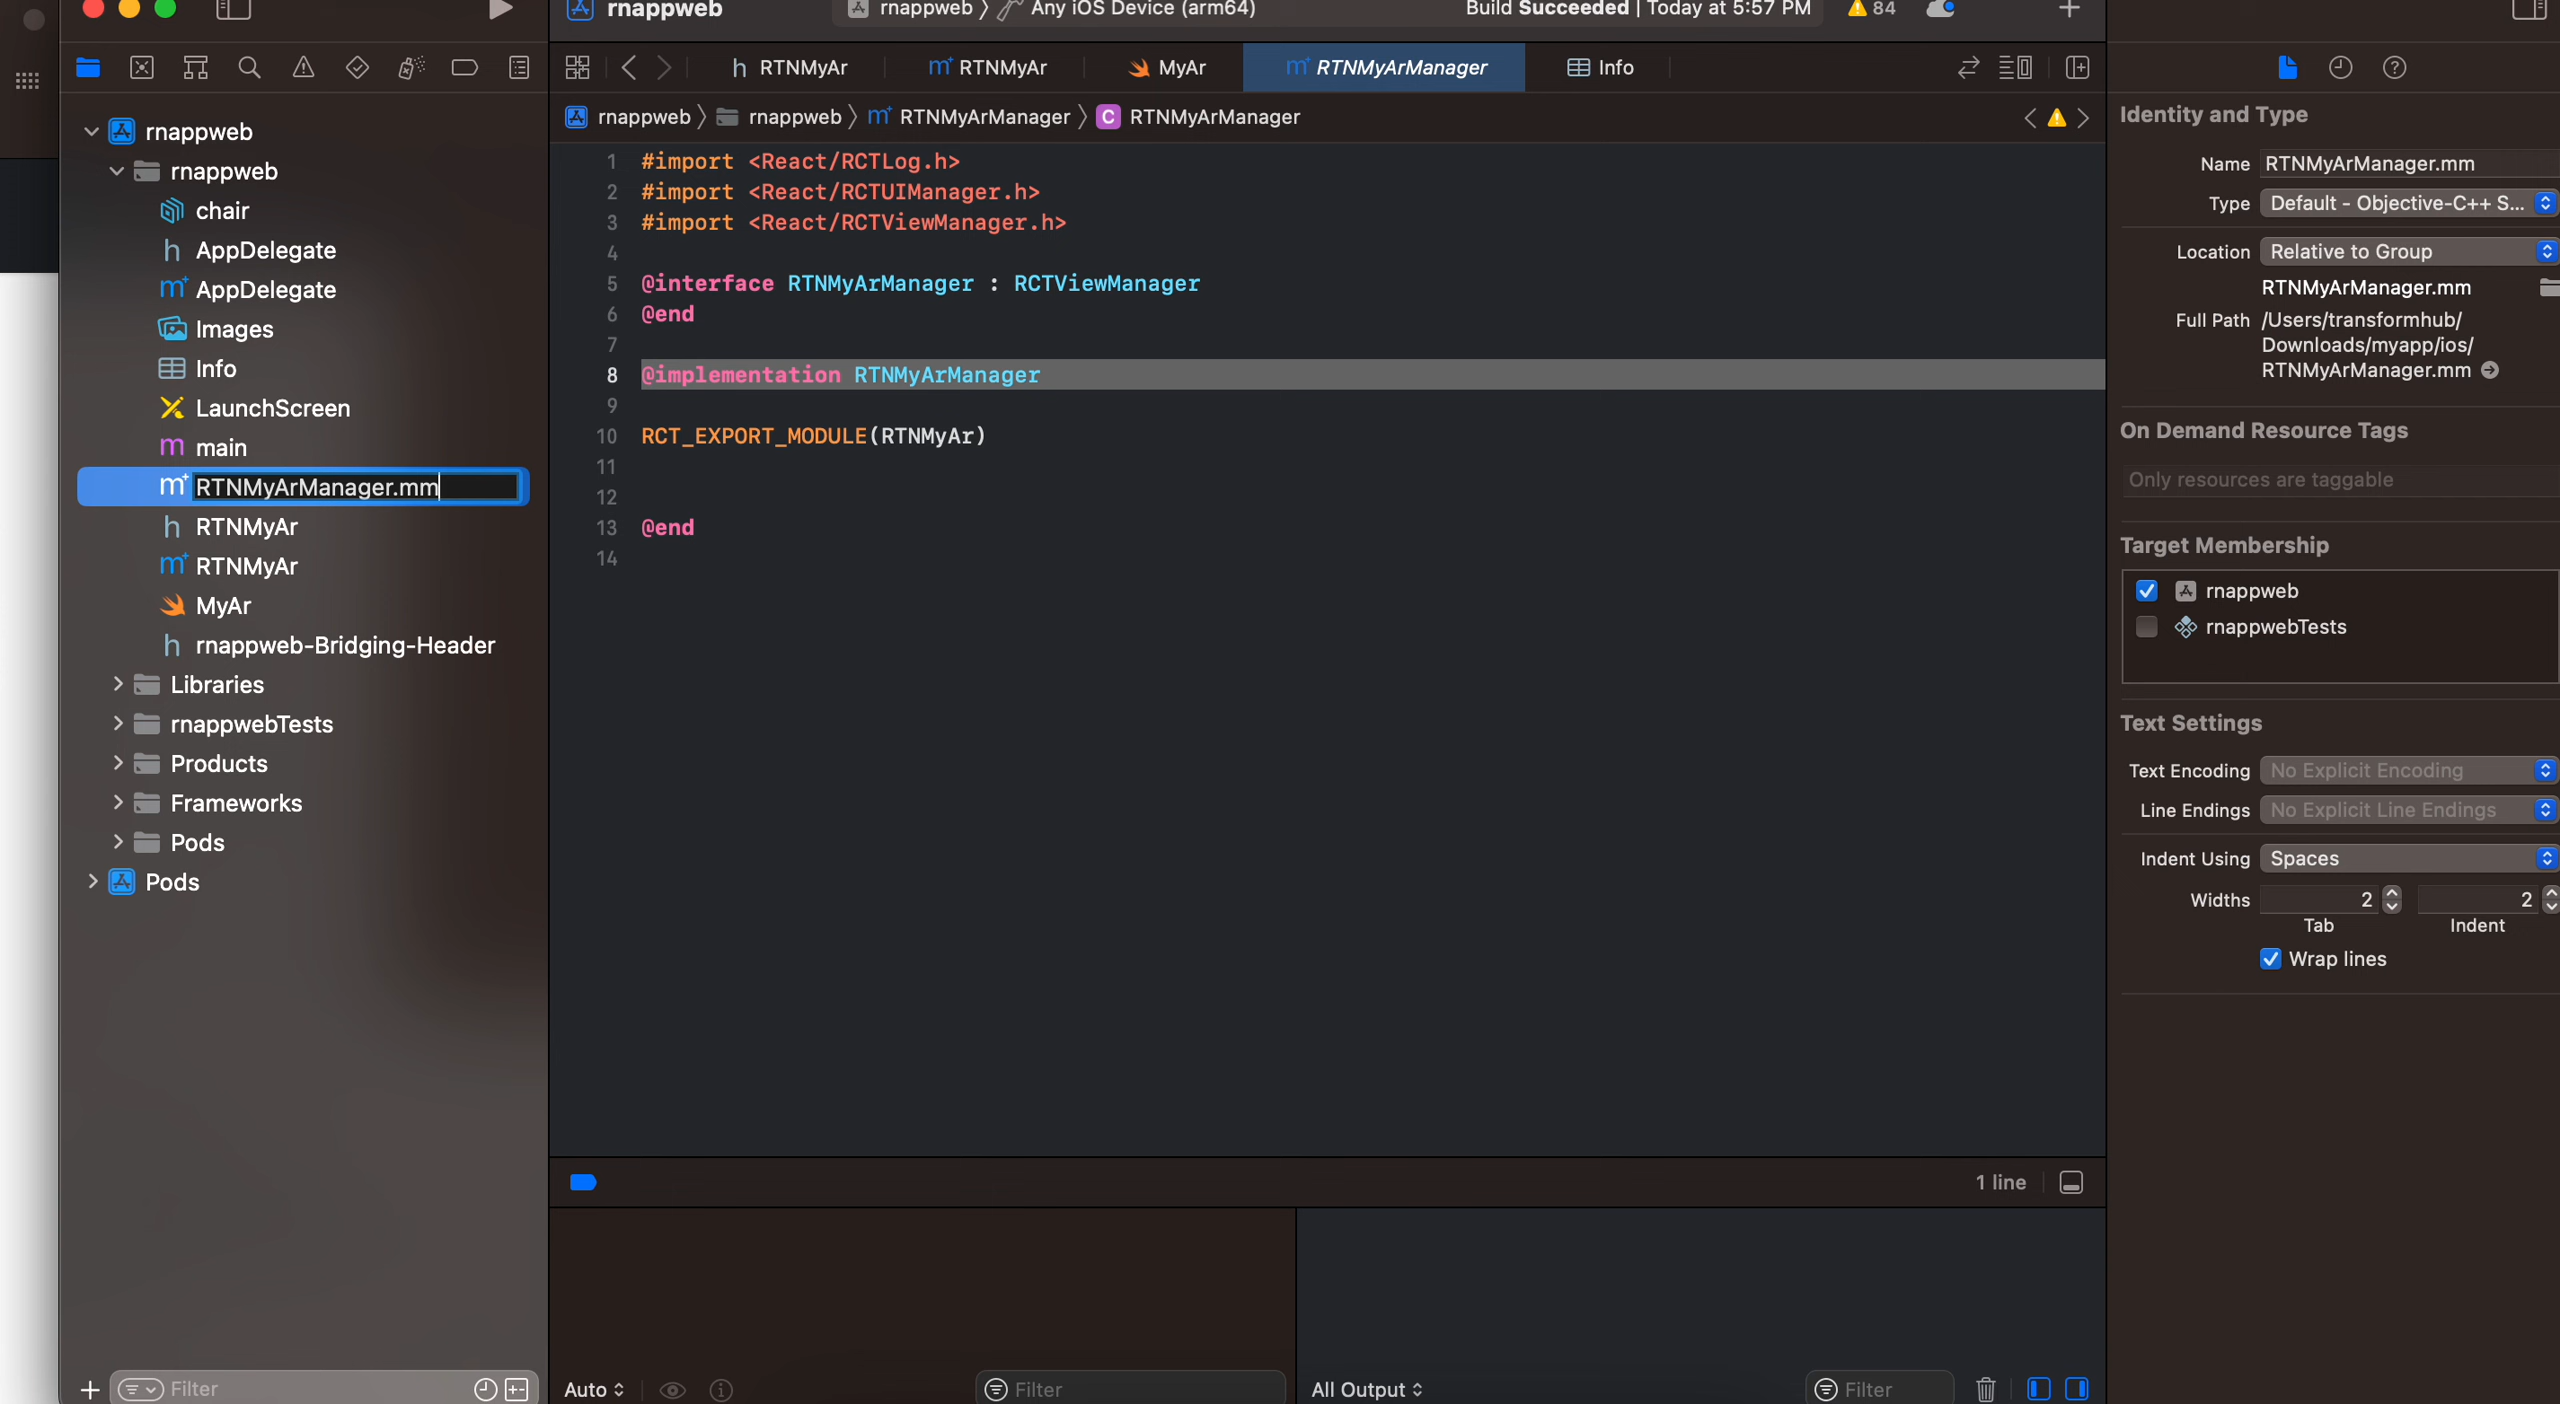 rnappweb
rnappweb 〉 Any iOS Device (arm64)
Build Succeeded | Today at 5:57 PM
84
RTNMyAr
RTNMyAr
MyAr
RTNMyArManager
Info
rnappweb 〉 rnappweb 〉 RTNMyArManager 〉 C RTNMyArManager
rnappweb
rnappweb
chair
h AppDelegate
m+ AppDelegate
Images
Info
LaunchScreen
m main
m+ RTNMyArManager.mm
h RTNMyAr
m+ RTNMyAr
MyAr
h rnappweb-Bridging-Header
Libraries
rnappwebTests
Products
Frameworks
Pods
Pods
Filter
1 #import <React/RCTLog.h>
2 #import <React/RCTUIManager.h>
3 #import <React/RCTViewManager.h>
4
5 @interface RTNMyArManager : RCTViewManager
6 @end
7
8 @implementation RTNMyArManager
9
10 RCT_EXPORT_MODULE(RTNMyAr)
11
12
13 @end
14
1 line
Auto
Filter
All Output
Filter
Identity and Type
Name RTNMyArManager.mm
Type Default - Objective-C++ S...
Location Relative to Group
RTNMyArManager.mm
Full Path /Users/transformhub/
Downloads/myapp/ios/
RTNMyArManager.mm
On Demand Resource Tags
Only resources are taggable
Target Membership
rnappweb
rnappwebTests
Text Settings
Text Encoding No Explicit Encoding
Line Endings No Explicit Line Endings
Indent Using Spaces
Widths 2 2
Tab Indent
Wrap lines